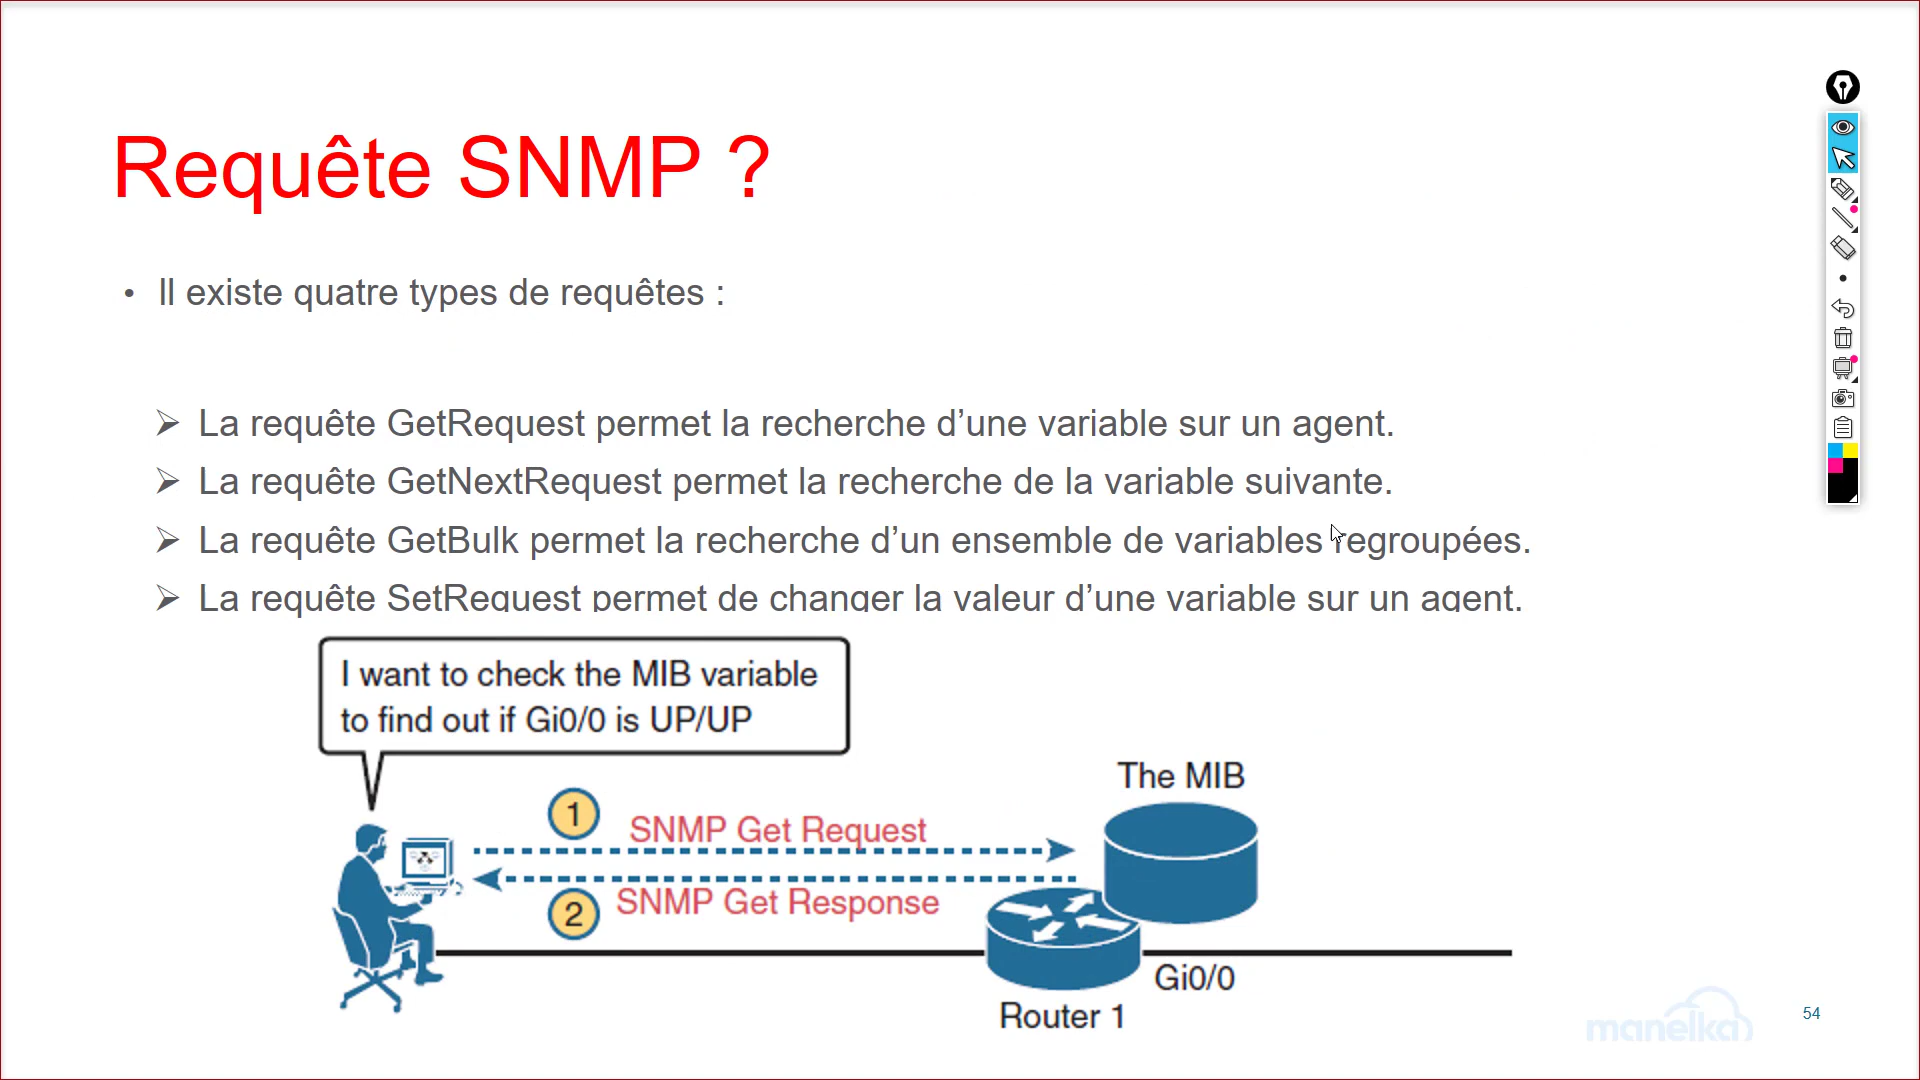 Requête SNMP ?
• Il existe quatre types de requêtes :
➢ La requête GetRequest permet la recherche d’une variable sur un agent.
➢ La requête GetNextRequest permet la recherche de la variable suivante.
➢ La requête GetBulk permet la recherche d’un ensemble de variables regroupées.
➢ La requête SetRequest permet de changer la valeur d’une variable sur un agent.
I want to check the MIB variable
to find out if Gi0/0 is UP/UP
The MIB
1
SNMP Get Request
2
SNMP Get Response
Gi0/0
Router 1
manelka
54